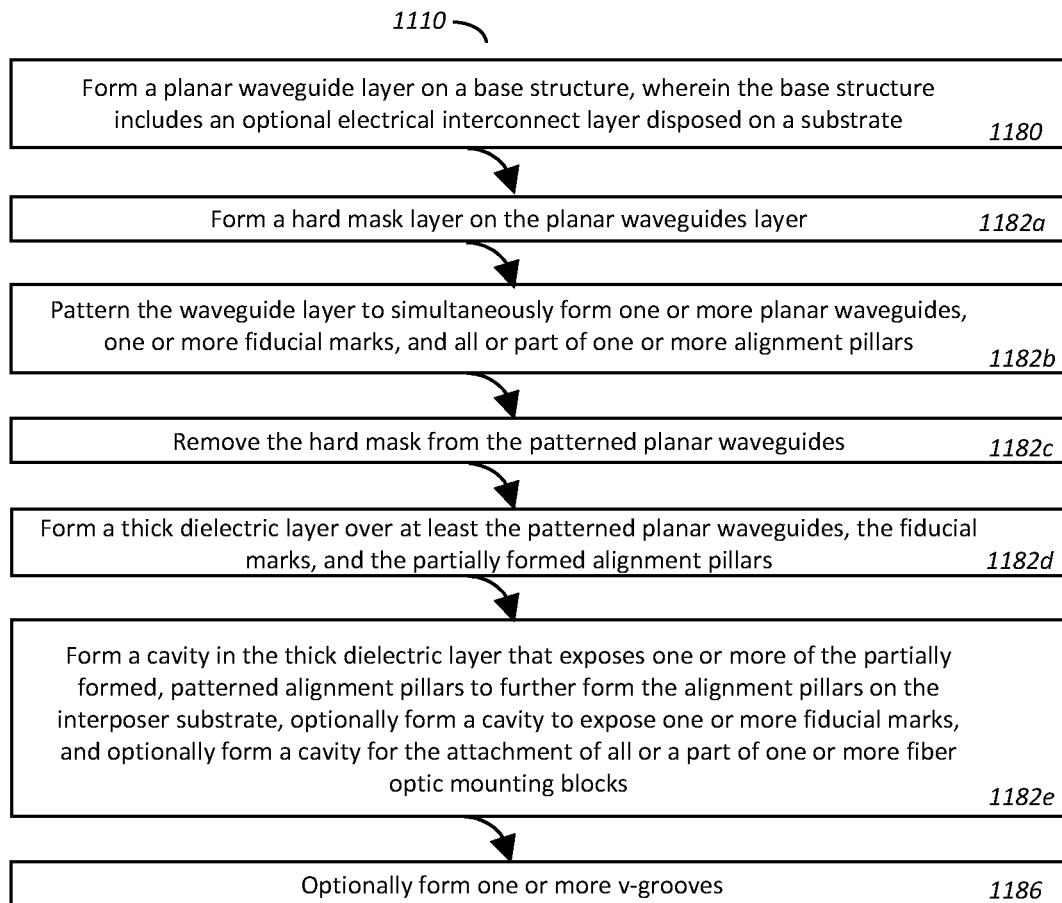 1110
Form a planar waveguide layer on a base structure, wherein the base structure
includes an optional electrical interconnect layer disposed on a substrate
1180
Form a hard mask layer on the planar waveguides layer
1182a
Pattern the waveguide layer to simultaneously form one or more planar waveguides,
one or more fiducial marks, and all or part of one or more alignment pillars
1182b
Remove the hard mask from the patterned planar waveguides
1182c
Form a thick dielectric layer over at least the patterned planar waveguides, the fiducial
marks, and the partially formed alignment pillars
1182d
Form a cavity in the thick dielectric layer that exposes one or more of the partially
formed, patterned alignment pillars to further form the alignment pillars on the
interposer substrate, optionally form a cavity to expose one or more fiducial marks,
and optionally form a cavity for the attachment of all or a part of one or more fiber
optic mounting blocks
1182e
Optionally form one or more v-grooves
1186